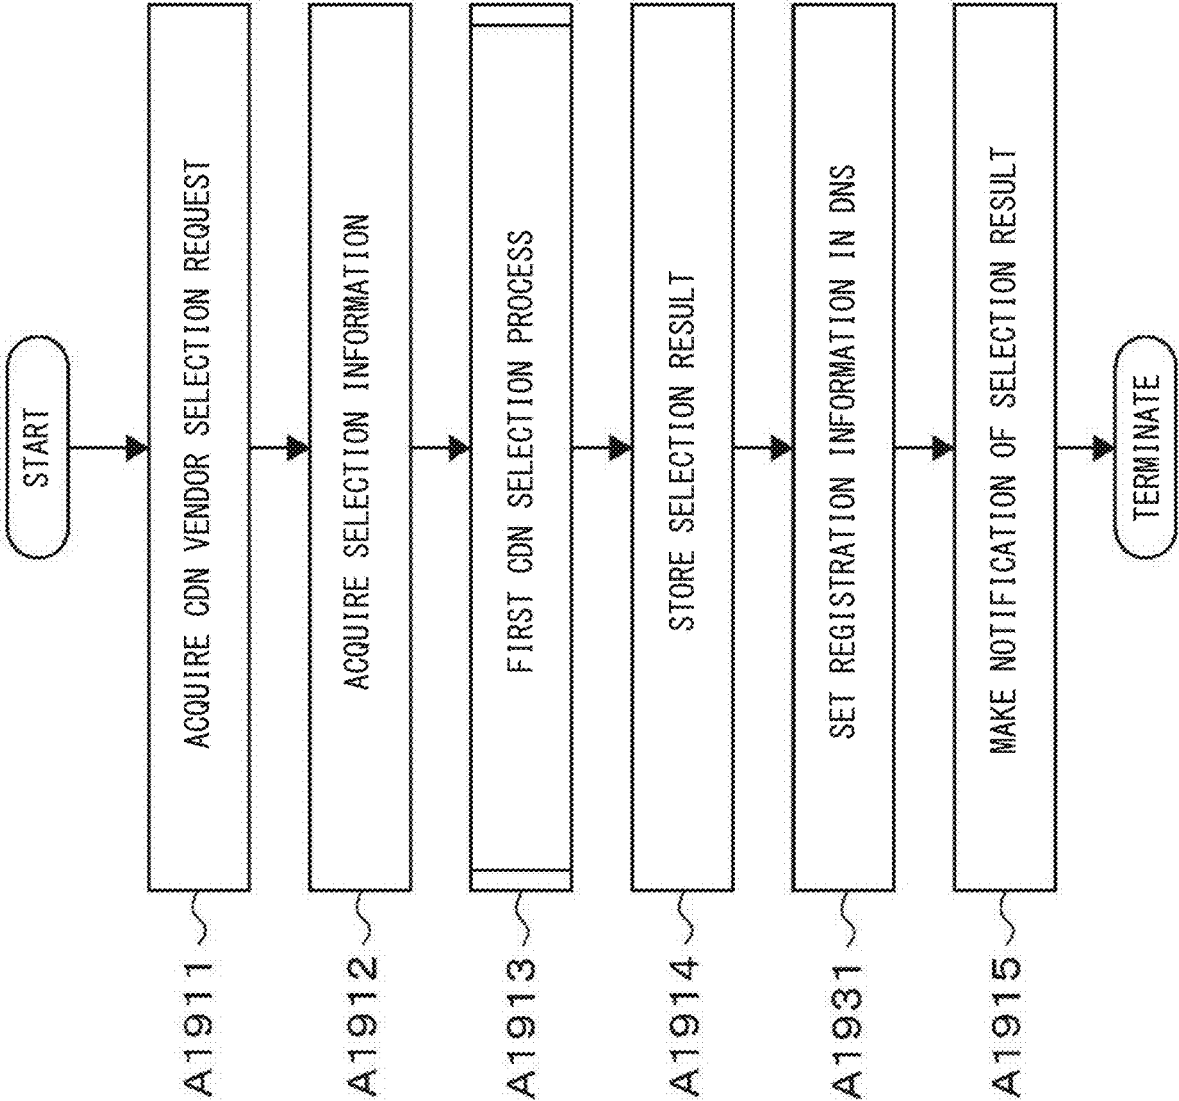 START
ACQUIRE CDN VENDOR SELECTION REQUEST
A1911
ACQUIRE SELECTION INFORMATION
A1912
FIRST CDN SELECTION PROCESS
A1913
STORE SELECTION RESULT
A1914
SET REGISTRATION INFORMATION IN DNS
A1931
MAKE NOTIFICATION OF SELECTION RESULT
A1915
TERMINATE